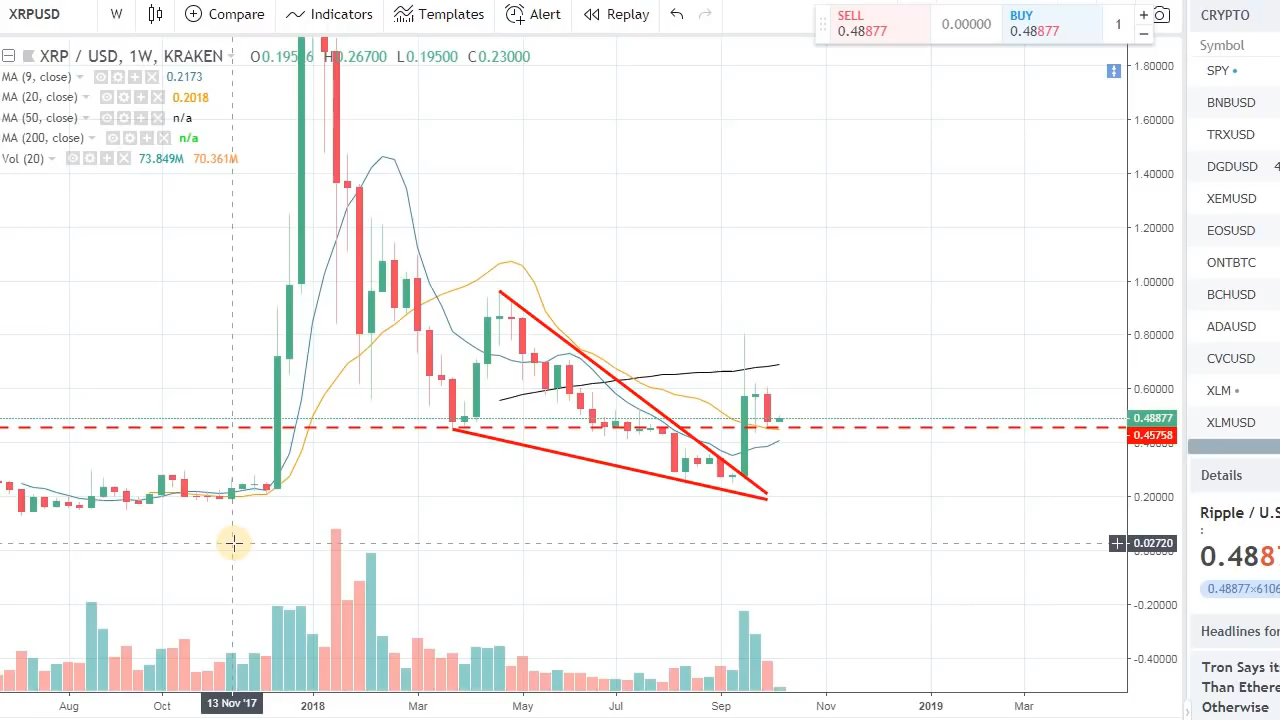 XRPUSD W Compare Indicators Templates Alert Replay
SELL
0.48877
0.00000
BUY
0.48877
1
XRP / USD, 1W, KRAKEN H0.26700 L0.19500 C0.23000
MA (9, close) 0.2173
MA (20, close) 0.2018
MA (50, close) n/a
MA (200, close) n/a
Vol (20) 73.849M 70.361M
1.80000
1.60000
1.40000
1.20000
1.00000
0.80000
0.60000
0.48877
0.45758
0.20000
0.02720
-0.20000
-0.40000
Aug Oct 13 Nov '17 2018 Mar May Jul Sep Nov 2019 Mar
CRYPTO
Symbol
SPY
BNBUSD
TRXUSD
DGDUSD 4
XEMUSD
EOSUSD
ONTBTC
BCHUSD
ADAUSD
CVCUSD
XLM
XLMUSD
Details
Ripple / U.S
:
0.488
0.48877×6106
Headlines for
Tron Says it
Than Ethere
Otherwise